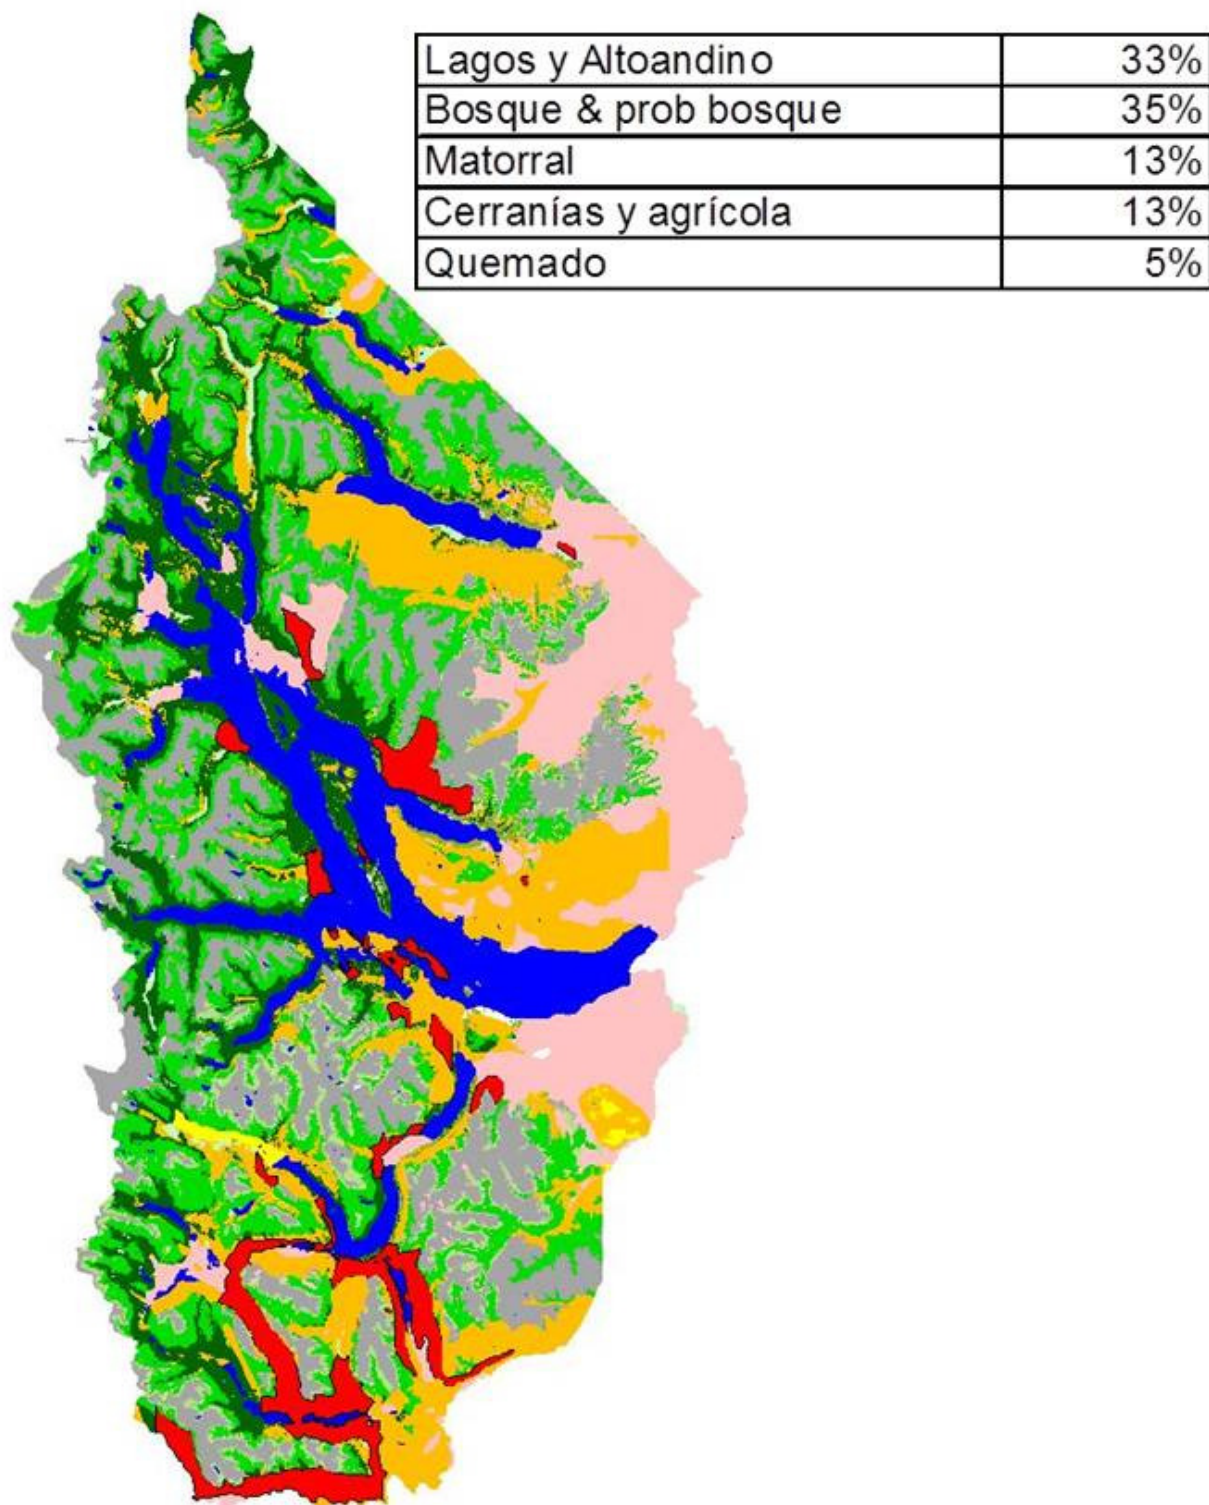 Lagos y Altoandino 33%
Bosque & prob bosque 35%
Matorral 13%
Cerranías y agrícola 13%
Quemado 5%